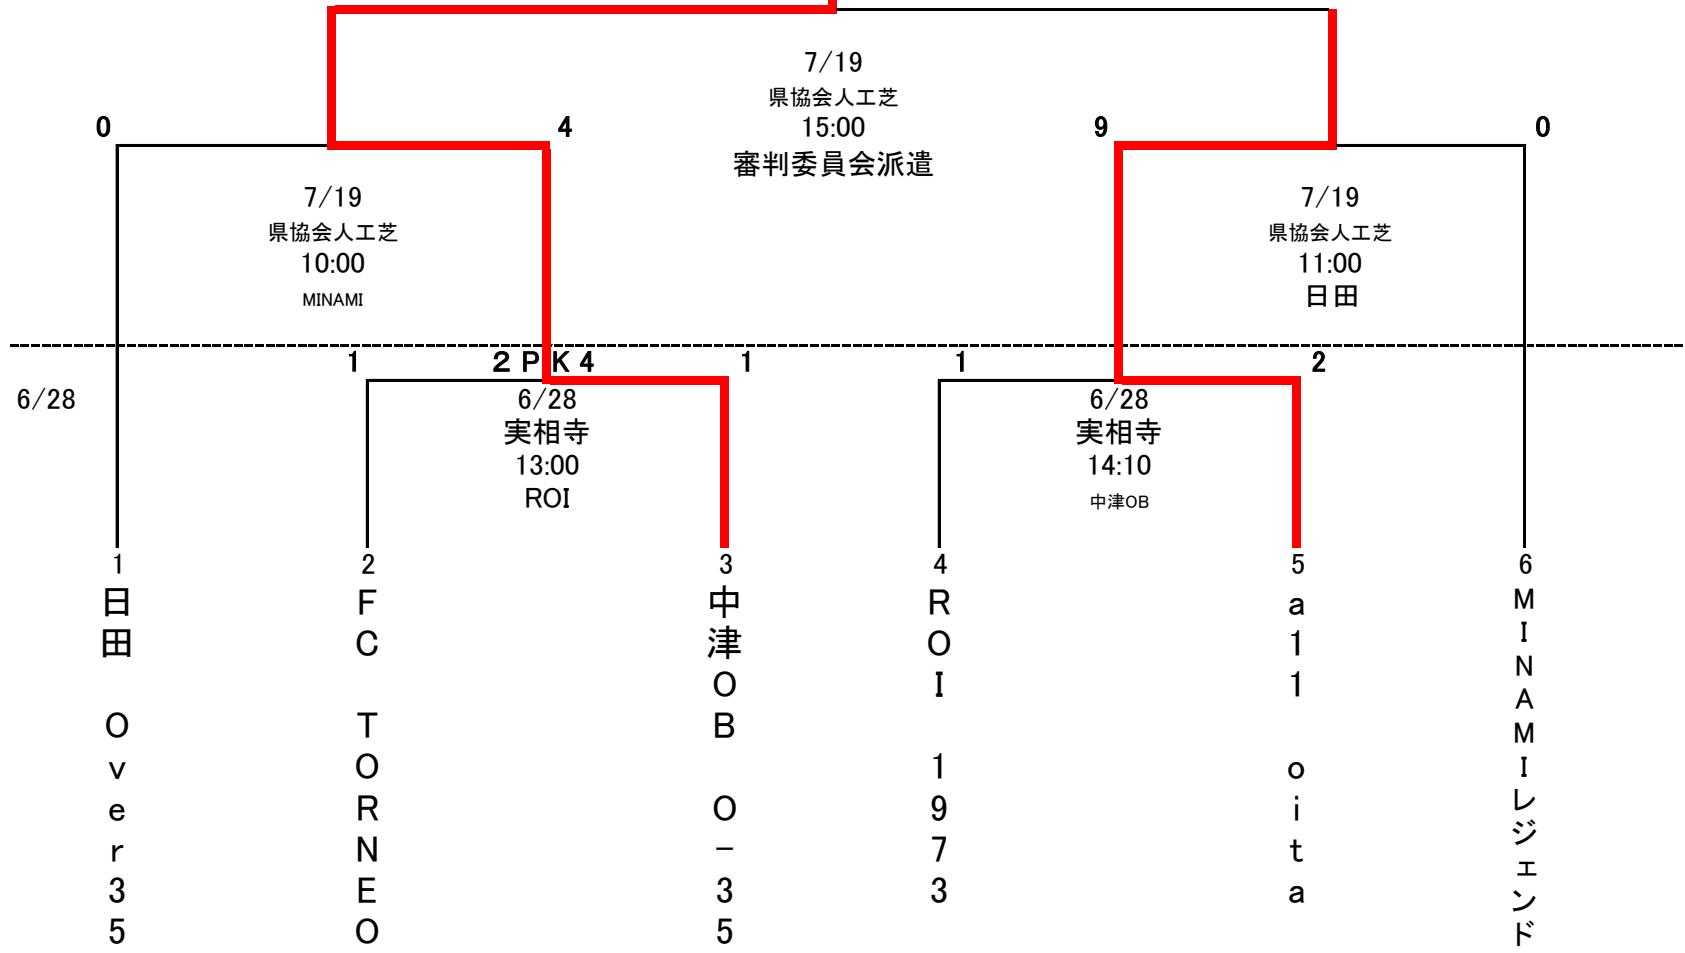 7/19
県協会人工芝
15:00
審判委員会派遣
0
4
9
0
7/19
県協会人工芝
10:00
MINAMI
7/19
県協会人工芝
11:00
日田
1
2 PK 4
1
1
2
6/28
6/28
実相寺
13:00
ROI
6/28
実相寺
14:10
中津OB
1
日田 Over35
2
FC TORNEO
3
中津OB O-35
4
ROI 1973
5
a11 oita
6
MINAMIレジェンド